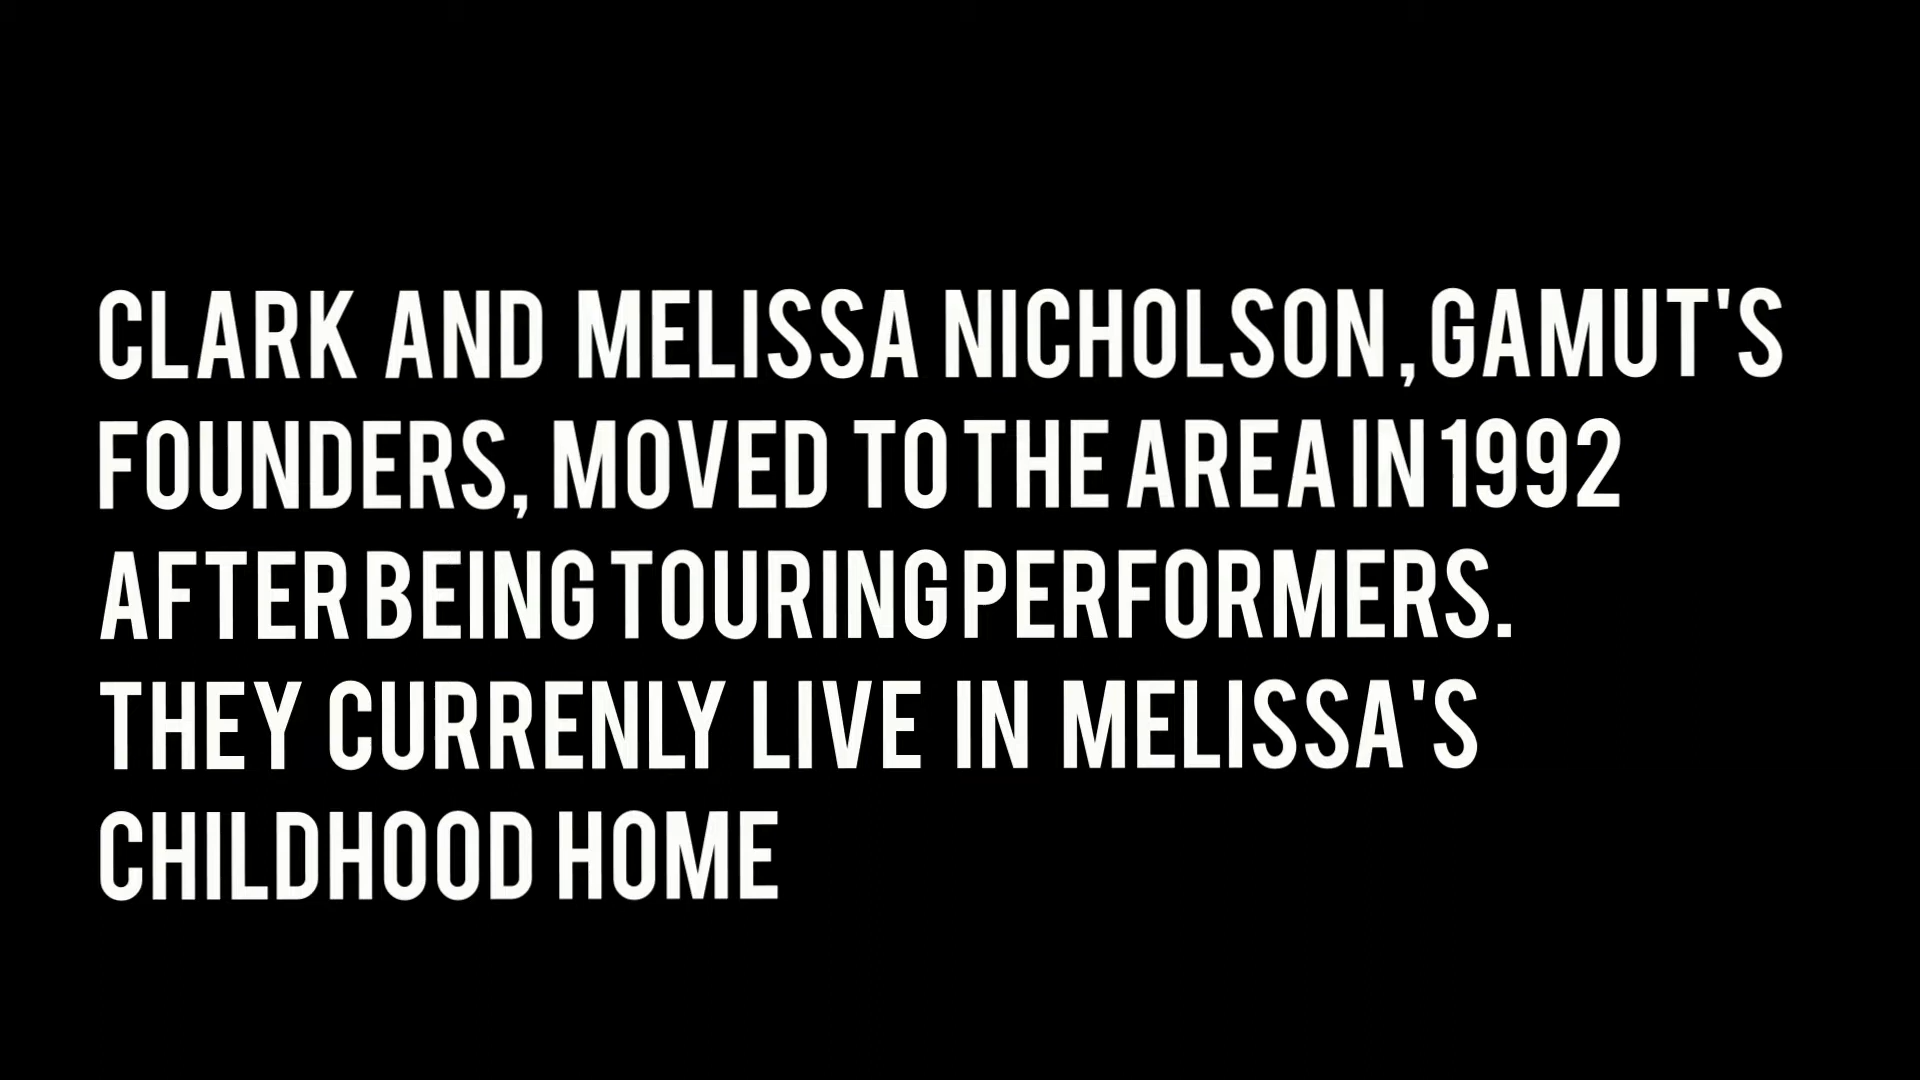 CLARK AND MELISSA NICHOLSON, GAMUT'S
FOUNDERS, MOVED TO THE AREA IN 1992
AFTER BEING TOURING PERFORMERS.
THEY CURRENLY LIVE IN MELISSA'S
CHILDHOOD HOME